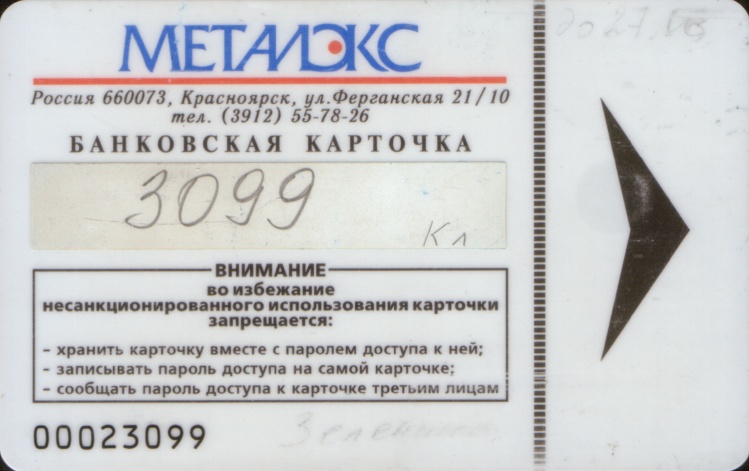 МЕТАЛЭКС
Россия 660073, Красноярск, ул.Ферганская 21/10
тел. (3912) 55-78-26
БАНКОВСКАЯ КАРТОЧКА
3099
Кл
ВНИМАНИЕ
во избежание
несанкционированного использования карточки
запрещается:
- хранить карточку вместе с паролем доступа к ней;
- записывать пароль доступа на самой карточке;
- сообщать пароль доступа к карточке третьим лицам
00023099